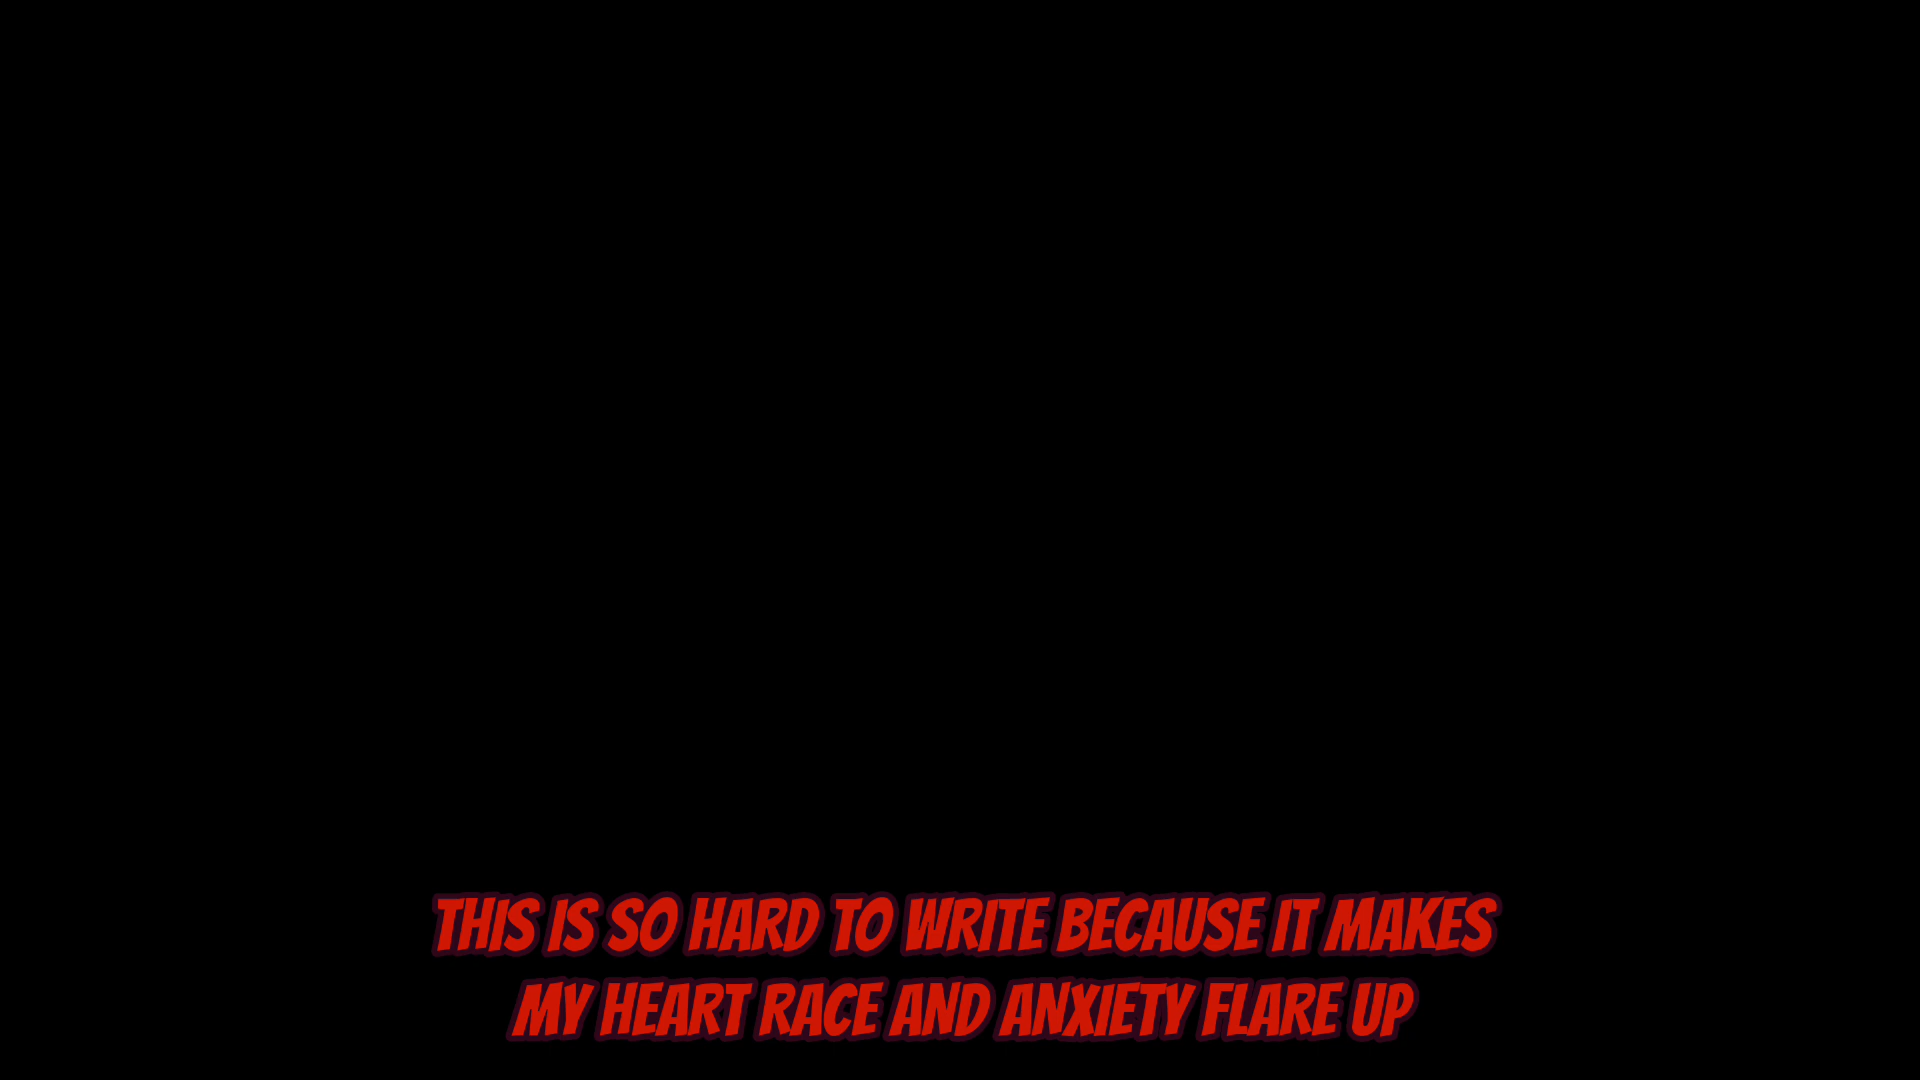 THIS IS SO HARD TO WRITE BECAUSE IT MAKES
MY HEART RACE AND ANXIETY FLARE UP